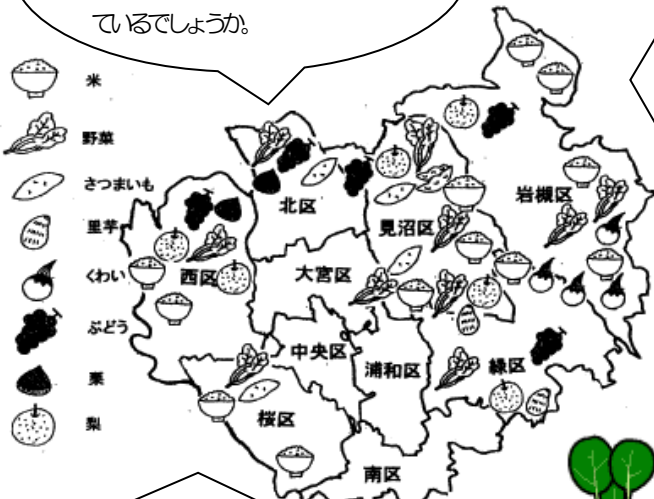 ているでしょうか。
米
野菜
さつまいも
里芋
くわい
ぶどう
栗
梨
北区
岩槻区
見沼区
西区
大宮区
中央区
浦和区
緑区
桜区
南区